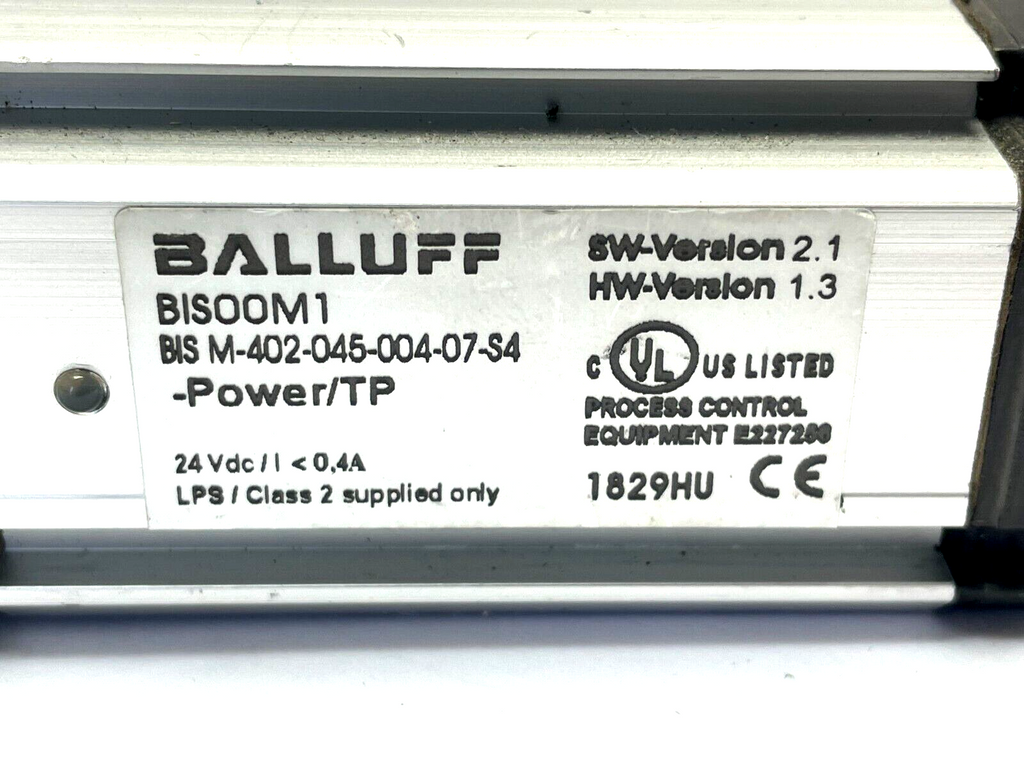 BALLUFF
BIS00M1
BIS M-402-045-004-07-S4
-Power/TP
24 Vdc / I < 0,4A
LPS / Class 2 supplied only
SW-Version 2.1
HW-Version 1.3
C UL US LISTED
PROCESS CONTROL
EQUIPMENT
1829HU CE